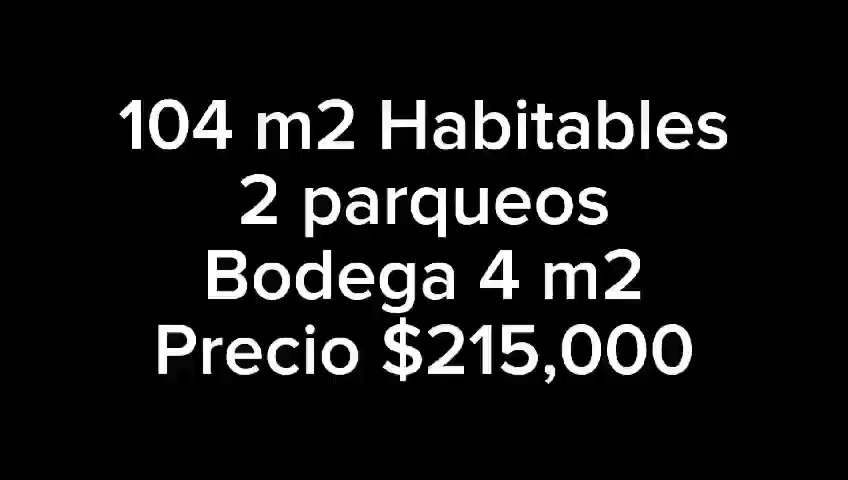 104 m2 Habitables
2 parqueos
Bodega 4 m2
Precio $215,000